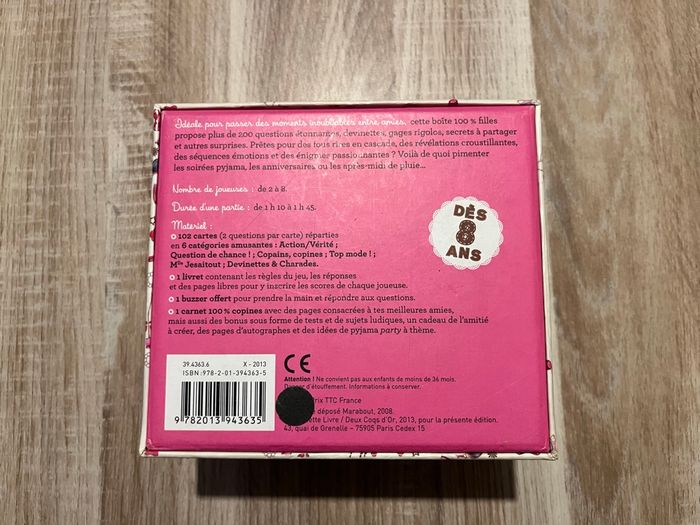 Idéale pour passer des moments inoubliables entre amies, cette boîte 100 % filles
propose plus de 200 questions étonnantes, devinettes, gages rigolos, secrets à partager
et autres surprises. Prêtes pour des fous rires en cascade, des révélations croustillantes,
des séquences émotions et des énigmes passionnantes ? Voilà de quoi pimenter
les soirées pyjama, les anniversaires ou les après-midi de pluie...
Nombre de joueuses : de 2 à 8.
Durée d'une partie : de 1 h 10 à 1 h 45.
Matériel :
102 cartes (2 questions par carte) réparties
en 6 catégories amusantes : Action/Vérité ;
Question de chance ! ; Copains, copines ; Top mode ! ;
Mlle Jesaitout ; Devinettes & Charades.
1 livret contenant les règles du jeu, les réponses
et des pages libres pour y inscrire les scores de chaque joueuse.
1 buzzer offert pour prendre la main et répondre aux questions.
1 carnet 100 % copines avec des pages consacrées à tes meilleures amies,
mais aussi des bonus sous forme de tests et de sujets ludiques, un cadeau de l'amitié
à créer, des pages d'autographes et des idées de pyjama party à thème.
DÈS
8
ANS
39.4363.6 X - 2013
ISBN : 978-2-01-394363-5
9 782013 943635
CE
Attention ! Ne convient pas aux enfants de moins de 36 mois.
Danger d'étouffement. Informations à conserver.
rix TTC France
e déposé Marabout, 2008.
ette Livre / Deux Coqs d'Or, 2013, pour la présente édition.
43, quai de Grenelle - 75905 Paris Cedex 15